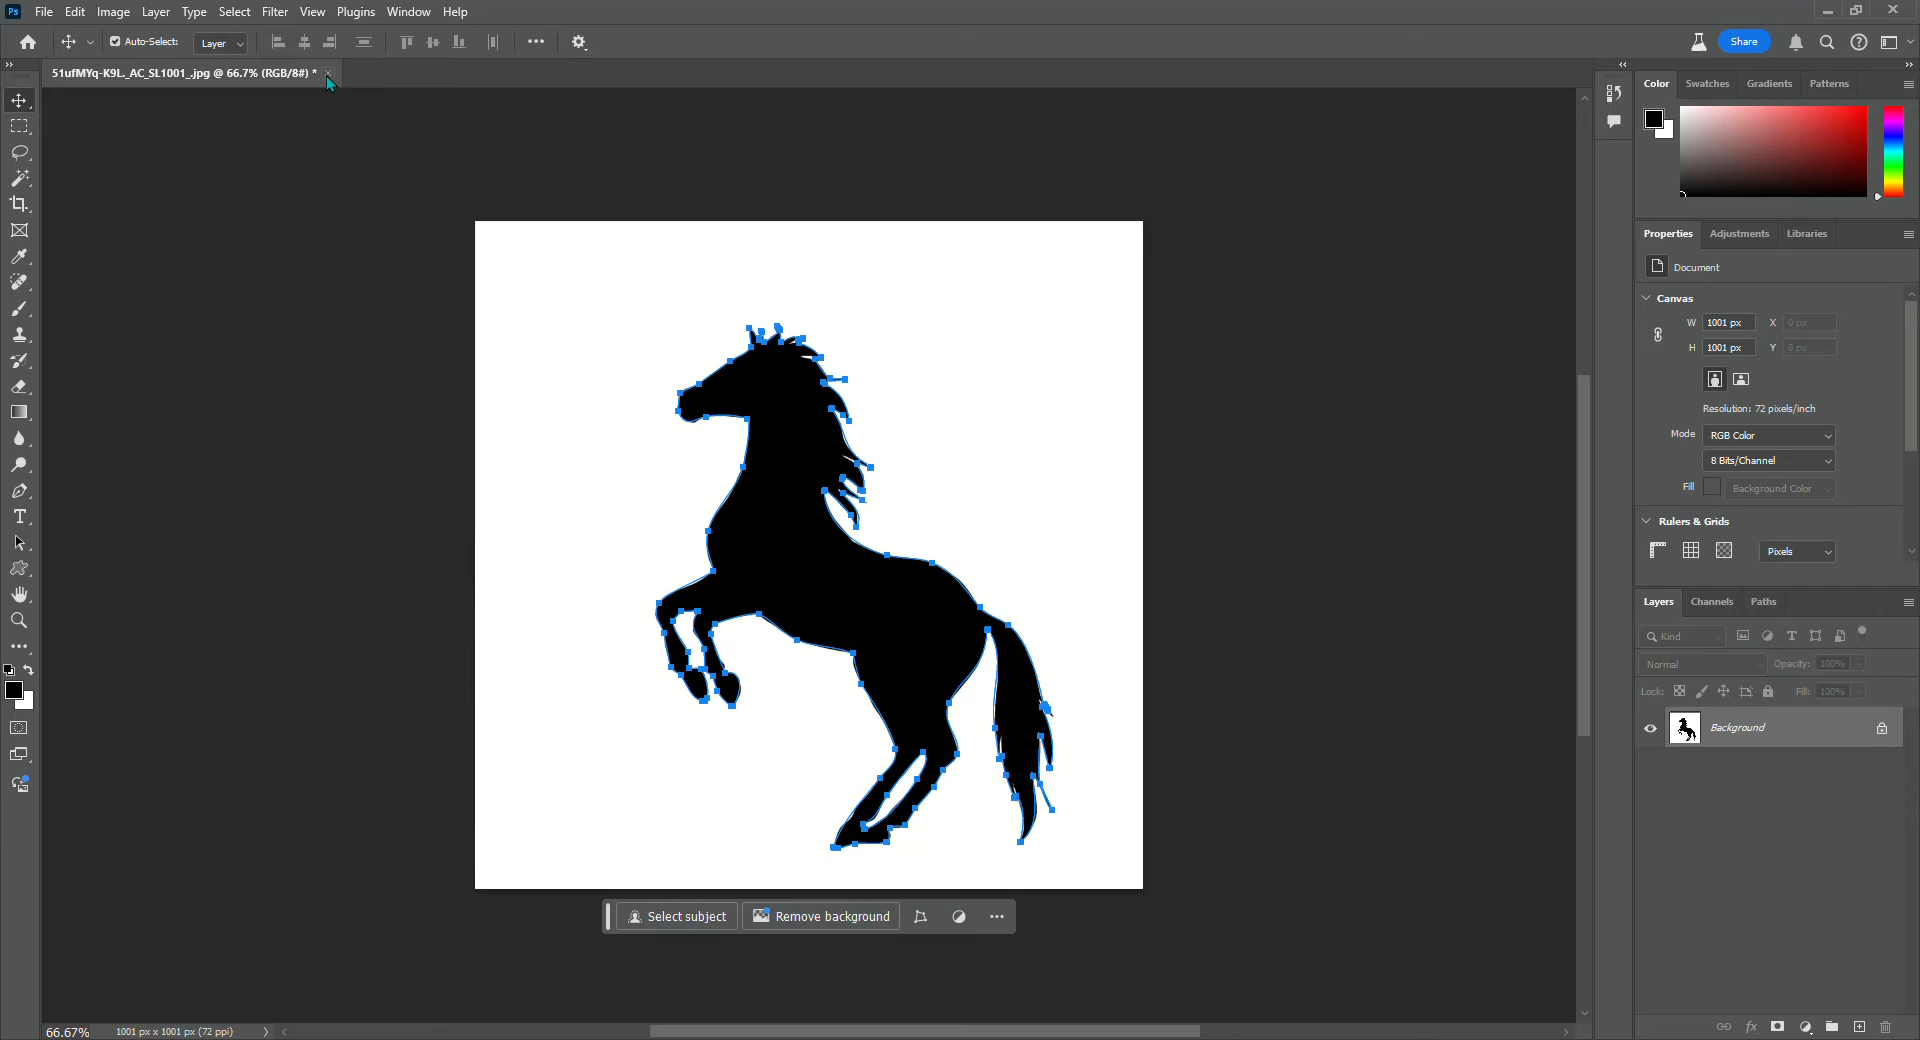 Ps File Edit Image Layer Type Select Filter View Plugins Window Help
Auto-Select: Layer Share
51ufMYq-K9L._AC_SL1001_.jpg @ 66.7% (RGB/8#) *
Color Swatches Gradients Patterns
Properties Adjustments Libraries
Document
Canvas
W 1001 px X 0 px
H 1001 px Y 0 px
Resolution: 72 pixels/inch
Mode RGB Color
8 Bits/Channel
Fill Background Color
Rulers & Grids
Pixels
Layers Channels Paths
Kind
Normal Opacity: 100%
Lock: Fill: 100%
Background
Select subject Remove background
66.67% 1001 px x 1001 px (72 ppi)